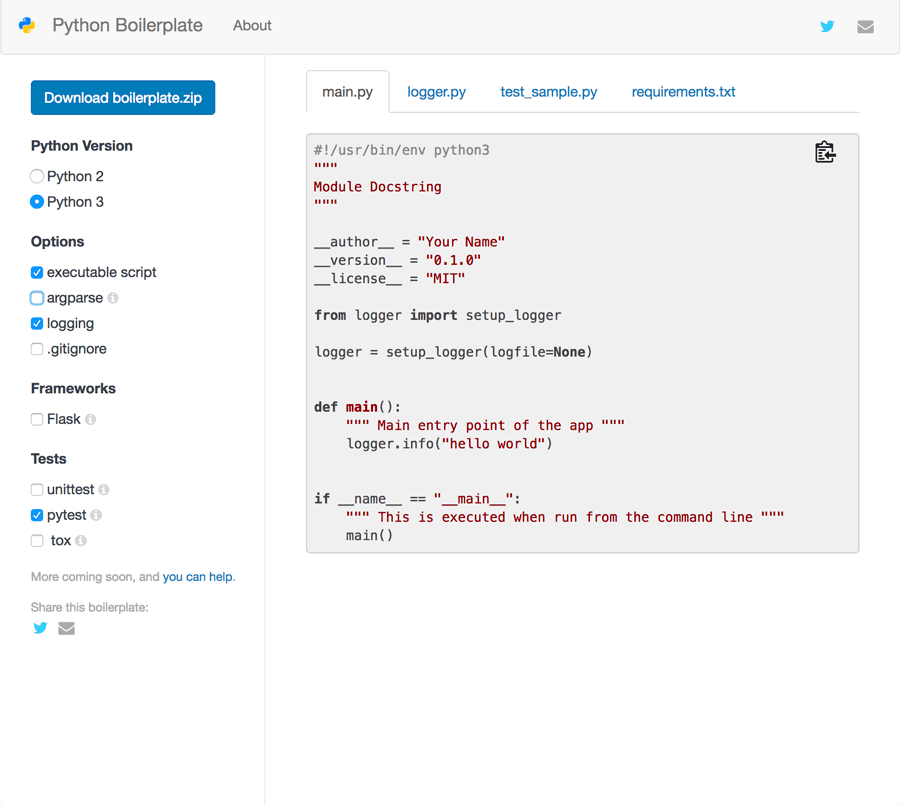 Python Boilerplate About
Download boilerplate.zip
Python Version
Python 2
Python 3
Options
executable script
argparse
logging
.gitignore
Frameworks
Flask
Tests
unittest
pytest
tox
More coming soon, and you can help.
Share this boilerplate:
main.py logger.py test_sample.py requirements.txt
#!/usr/bin/env python3
"""
Module Docstring
"""
__author__ = "Your Name"
__version__ = "0.1.0"
__license__ = "MIT"
from logger import setup_logger
logger = setup_logger(logfile=None)
def main():
    """ Main entry point of the app """
    logger.info("hello world")
if __name__ == "__main__":
    """ This is executed when run from the command line """
    main()